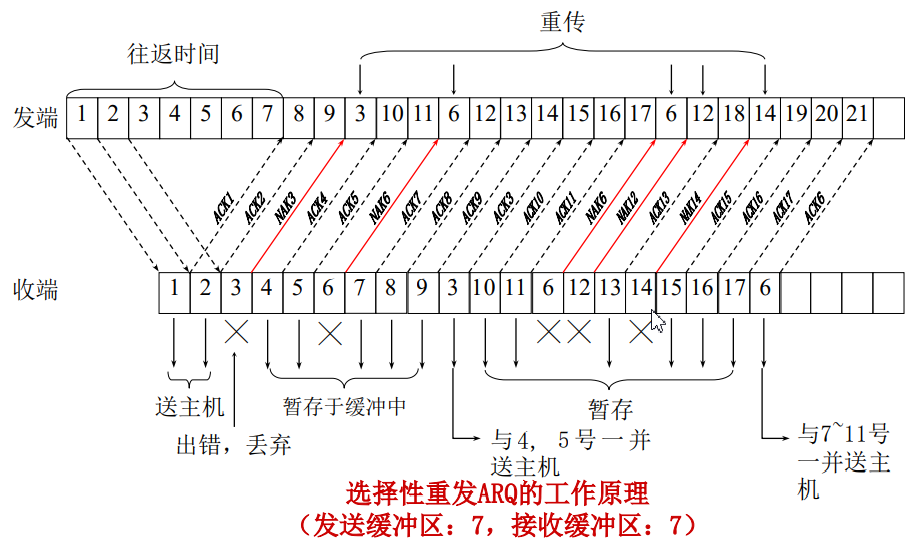 重传
往返时间
发端
1 2 3 4 5 6 7 8 9 3 10 11 6 12 13 14 15 16 17 6 12 18 14 19 20 21
ACK1 ACK2 NAK3 ACK4 ACK5 NAK6 ACK7 ACK8 ACK9 ACK3 ACK10 ACK11 NAK6 NAK12 ACK13 NAK14 ACK15 ACK16 ACK17 ACK6
收端
1 2 3 4 5 6 7 8 9 3 10 11 6 12 13 14 15 16 17 6
送主机
暂存于缓冲中
暂存
出错，丢弃
与4, 5号一并
送主机
与7~11号
一并送主
机
选择性重发ARQ的工作原理
（发送缓冲区：7，接收缓冲区：7）